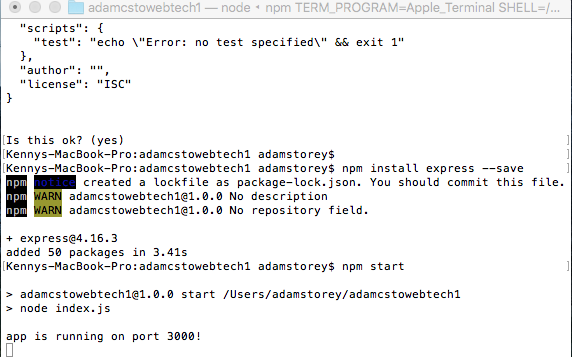 adamcstowebtech1 — node • npm TERM_PROGRAM=Apple_Terminal SHELL=/...
"scripts": {
"test": "echo \"Error: no test specified\" && exit 1"
},
"author": "",
"license": "ISC"
}
[Is this ok? (yes) ]
[Kennys-MacBook-Pro:adamcstowebtech1 adamstorey$ ]
[Kennys-MacBook-Pro:adamcstowebtech1 adamstorey$ npm install express --save ]
npm notice created a lockfile as package-lock.json. You should commit this file.
npm WARN adamcstowebtech1@1.0.0 No description
npm WARN adamcstowebtech1@1.0.0 No repository field.
+ express@4.16.3
added 50 packages in 3.41s
[Kennys-MacBook-Pro:adamcstowebtech1 adamstorey$ npm start ]
> adamcstowebtech1@1.0.0 start /Users/adamstorey/adamcstowebtech1
> node index.js
app is running on port 3000!